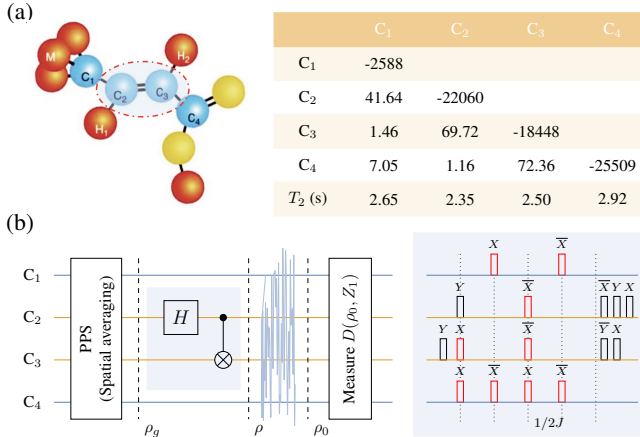 (a)
M
C₁
C₂
C₃
C₄
H₁
H₂
C₁ C₂ C₃ C₄
C₁ -2588
C₂ 41.64 -22060
C₃ 1.46 69.72 -18448
C₄ 7.05 1.16 72.36 -25509
T₂ (s) 2.65 2.35 2.50 2.92
(b)
C₁
C₂
C₃
C₄
PPS
(Spatial averaging)
H
Measure D(ρ₀, Z₁)
ρ_g
ρ
ρ₀
X X̅
Y X̅ X̅ Y X
Y X X̅ Y̅ X
X X̅ X X̅
1/2J